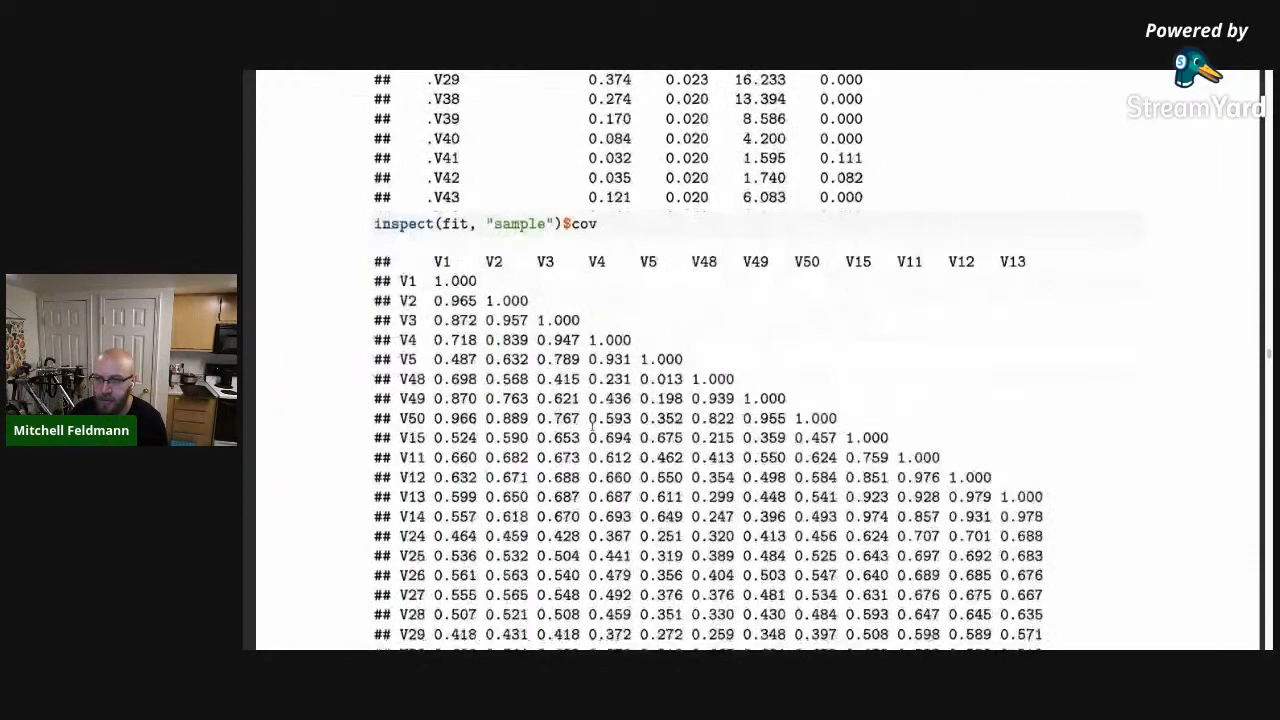 Powered by
StreamYard
## .V29 0.374 0.023 16.233 0.000
## .V38 0.274 0.020 13.394 0.000
## .V39 0.170 0.020 8.586 0.000
## .V40 0.084 0.020 4.200 0.000
## .V41 0.032 0.020 1.595 0.111
## .V42 0.035 0.020 1.740 0.082
## .V43 0.121 0.020 6.083 0.000
inspect(fit, "sample")$cov
## V1 V2 V3 V4 V5 V48 V49 V50 V15 V11 V12 V13
## V1 1.000
## V2 0.965 1.000
## V3 0.872 0.957 1.000
## V4 0.718 0.839 0.947 1.000
## V5 0.487 0.632 0.789 0.931 1.000
## V48 0.698 0.568 0.415 0.231 0.013 1.000
## V49 0.870 0.763 0.621 0.436 0.198 0.939 1.000
## V50 0.966 0.889 0.767 0.593 0.352 0.822 0.955 1.000
## V15 0.524 0.590 0.653 0.694 0.675 0.215 0.359 0.457 1.000
## V11 0.660 0.682 0.673 0.612 0.462 0.413 0.550 0.624 0.759 1.000
## V12 0.632 0.671 0.688 0.660 0.550 0.354 0.498 0.584 0.851 0.976 1.000
## V13 0.599 0.650 0.687 0.687 0.611 0.299 0.448 0.541 0.923 0.928 0.979 1.000
## V14 0.557 0.618 0.670 0.693 0.649 0.247 0.396 0.493 0.974 0.857 0.931 0.978
## V24 0.464 0.459 0.428 0.367 0.251 0.320 0.413 0.456 0.624 0.707 0.701 0.688
## V25 0.536 0.532 0.504 0.441 0.319 0.389 0.484 0.525 0.643 0.697 0.692 0.683
## V26 0.561 0.563 0.540 0.479 0.356 0.404 0.503 0.547 0.640 0.689 0.685 0.676
## V27 0.555 0.565 0.548 0.492 0.376 0.376 0.481 0.534 0.631 0.676 0.675 0.667
## V28 0.507 0.521 0.508 0.459 0.351 0.330 0.430 0.484 0.593 0.647 0.645 0.635
## V29 0.418 0.431 0.418 0.372 0.272 0.259 0.348 0.397 0.508 0.598 0.589 0.571
Mitchell Feldmann